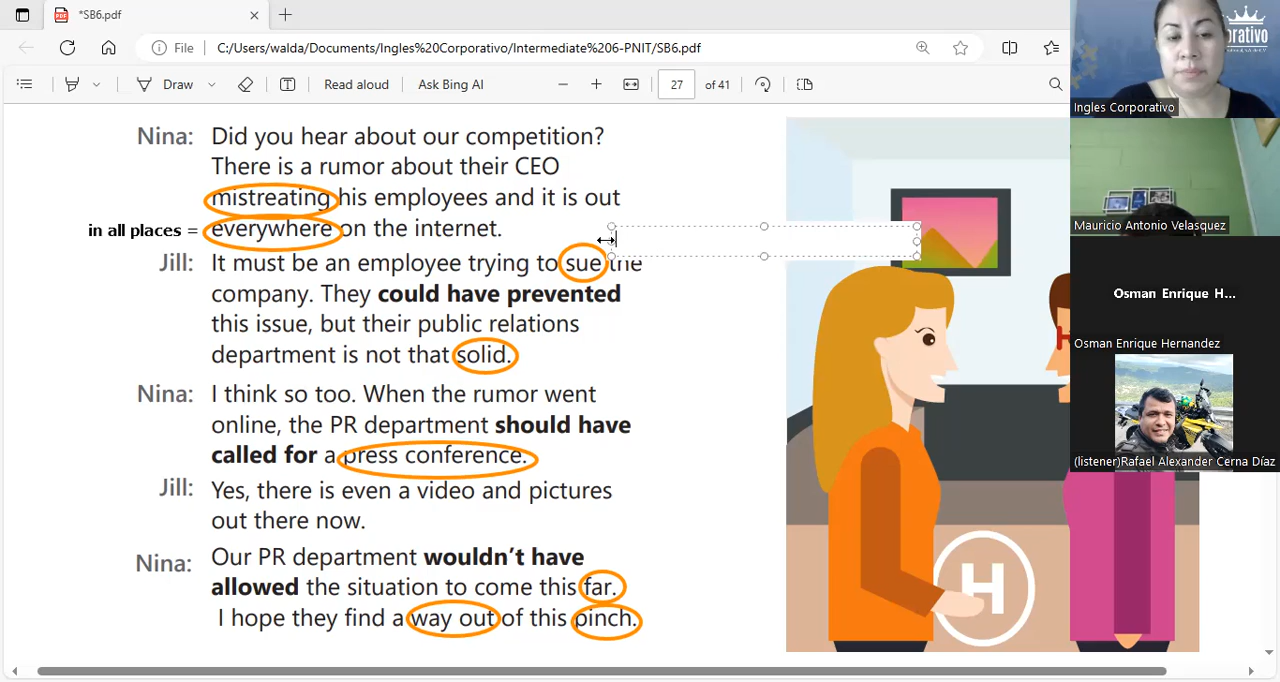 *SB6.pdf
File
C:/Users/walda/Documents/Ingles%20Corporativo/Intermediate%206-PNIT/SB6.pdf
Draw
Read aloud
Ask Bing AI
27
of 41
Nina: Did you hear about our competition?
There is a rumor about their CEO
mistreating his employees and it is out
in all places = everywhere on the internet.
Jill: It must be an employee trying to sue the
company. They could have prevented
this issue, but their public relations
department is not that solid.
Nina: I think so too. When the rumor went
online, the PR department should have
called for a press conference.
Jill: Yes, there is even a video and pictures
out there now.
Nina: Our PR department wouldn't have
allowed the situation to come this far.
I hope they find a way out of this pinch.
H
orativo
Ingles Corporativo
Mauricio Antonio Velasquez
Osman Enrique H...
Osman Enrique Hernandez
(listener)Rafael Alexander Cerna Díaz